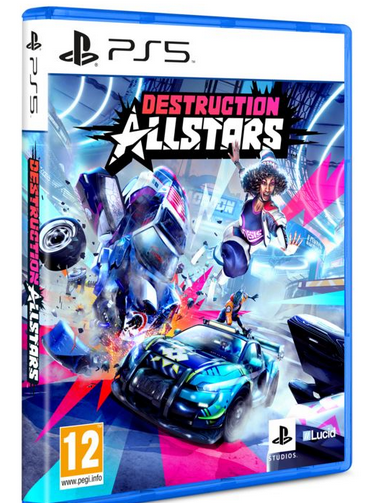 PS5
DESTRUCTION
ALLSTARS
PS5
DESTRUCTION
ALLSTARS
12
www.pegi.info
STUDIOS
Lucid